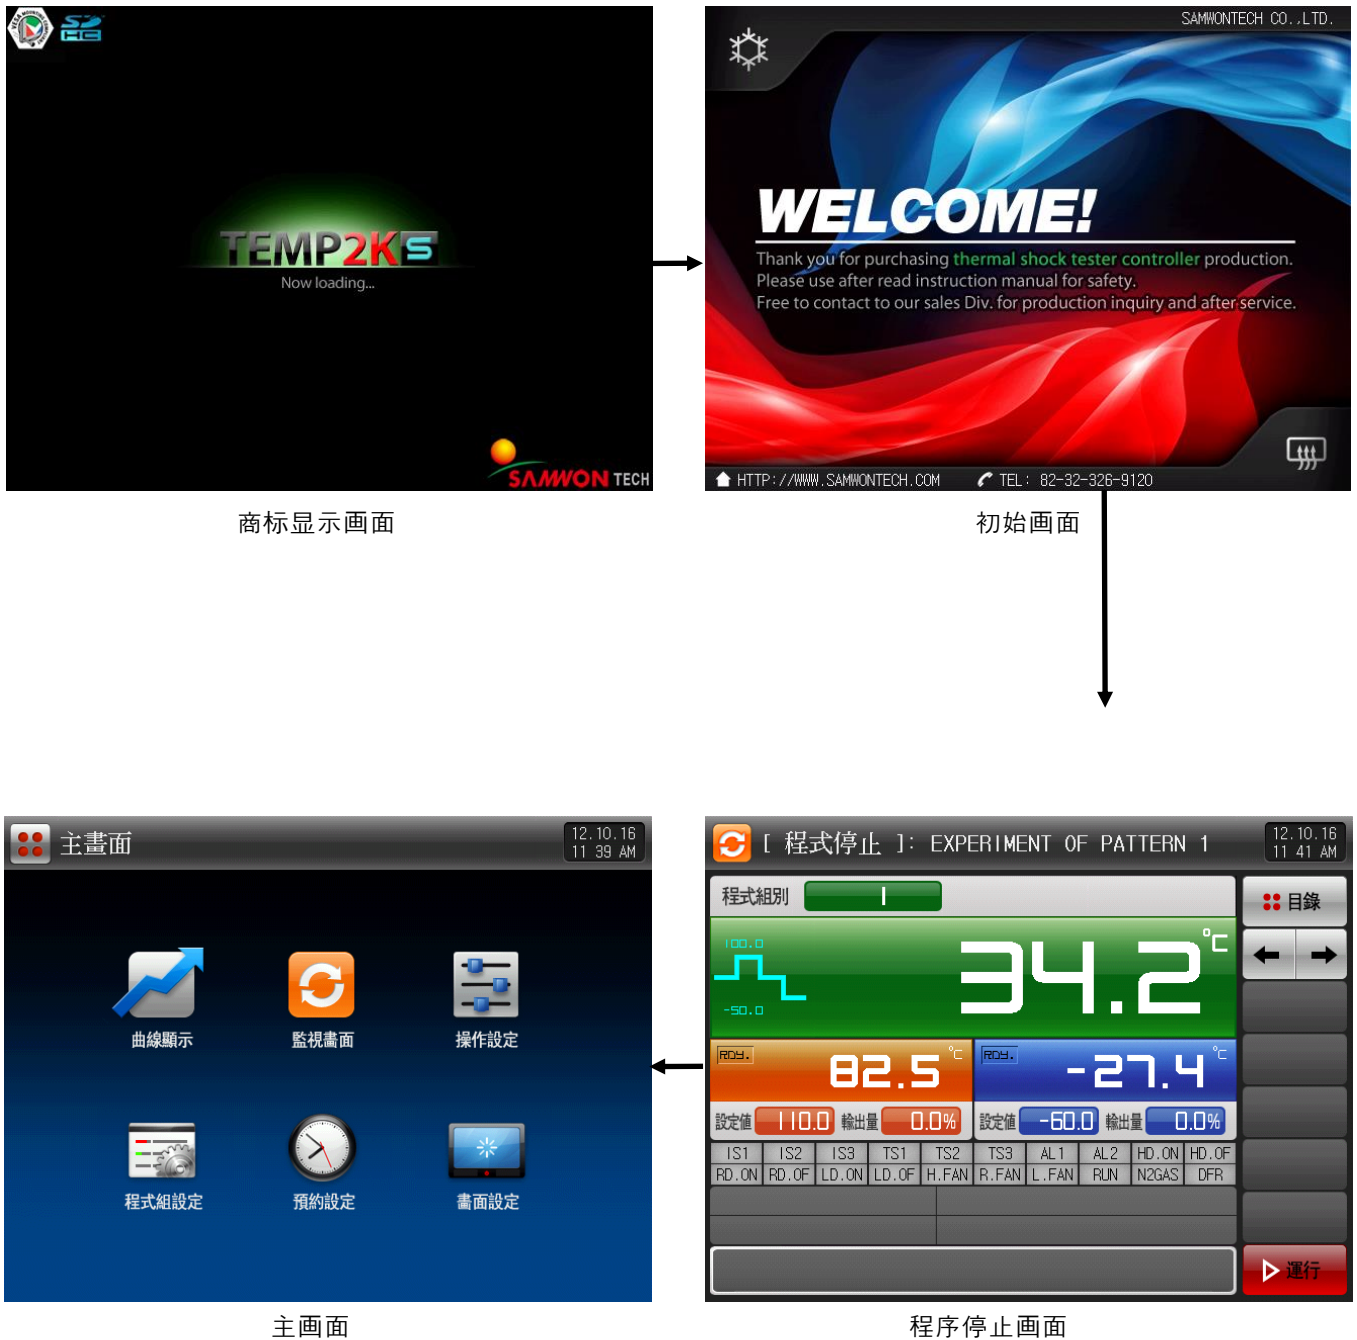 SD
HC
TEMP2KS
Now loading...
SAMWON TECH
商标显示画面
SAMWONTECH CO.,LTD.
WELCOME!
Thank you for purchasing thermal shock tester controller production.
Please use after read instruction manual for safety.
Free to contact to our sales Div. for production inquiry and after service.
HTTP://WWW.SAMWONTECH.COM TEL: 82-32-326-9120
初始画面
主畫面
12.10.16
11 39 AM
曲線顯示 監視畫面 操作設定
程式組設定 預約設定 畫面設定
主画面
[ 程式停止 ]: EXPERIMENT OF PATTERN 1
12.10.16
11 41 AM
程式組別 1
目錄
100.0
34.2℃
-50.0
RDY. 82.5 ℃ RDY. -27.4 ℃
設定値 110.0 輸出量 0.0% 設定値 -60.0 輸出量 0.0%
IS1 IS2 IS3 TS1 TS2 TS3 AL1 AL2 HD.ON HD.OF
RD.ON RD.OF LD.ON LD.OF H.FAN R.FAN L.FAN RUN N2GAS DFR
運行
程序停止画面